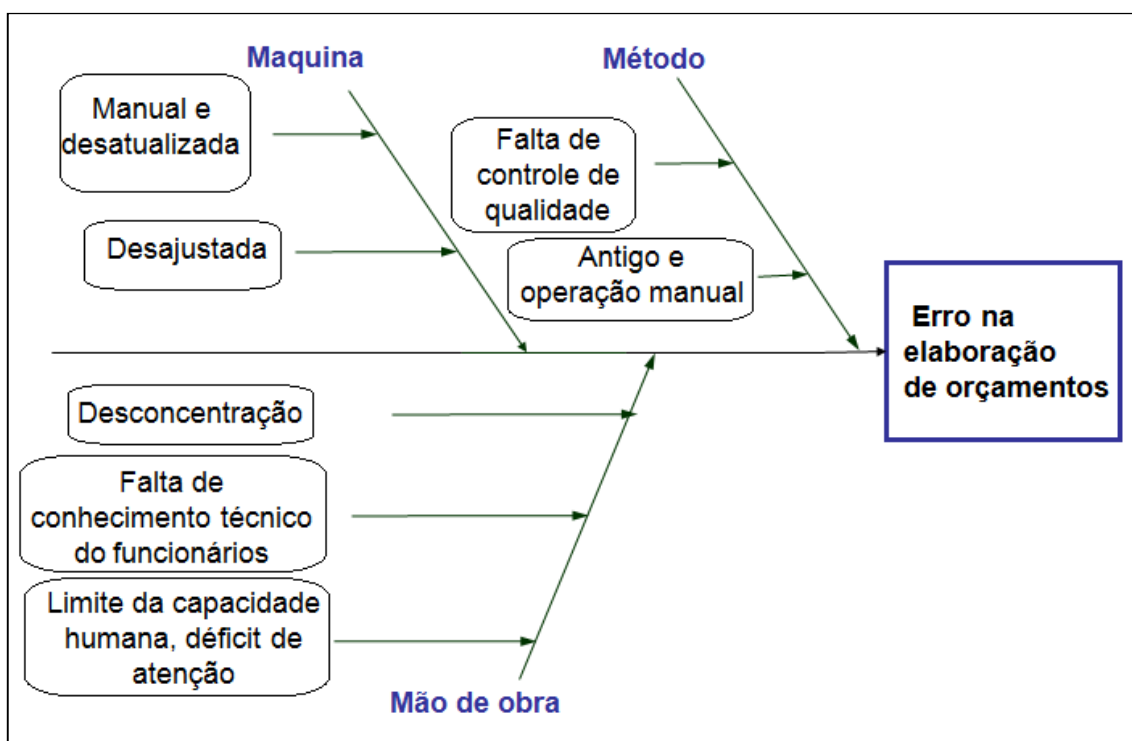 Maquina
Manual e
desatualizada
Desajustada
Método
Falta de
controle de
qualidade
Antigo e
operação manual
Erro na
elaboração
de orçamentos
Desconcentração
Falta de
conhecimento técnico
do funcionários
Limite da capacidade
humana, déficit de
atenção
Mão de obra